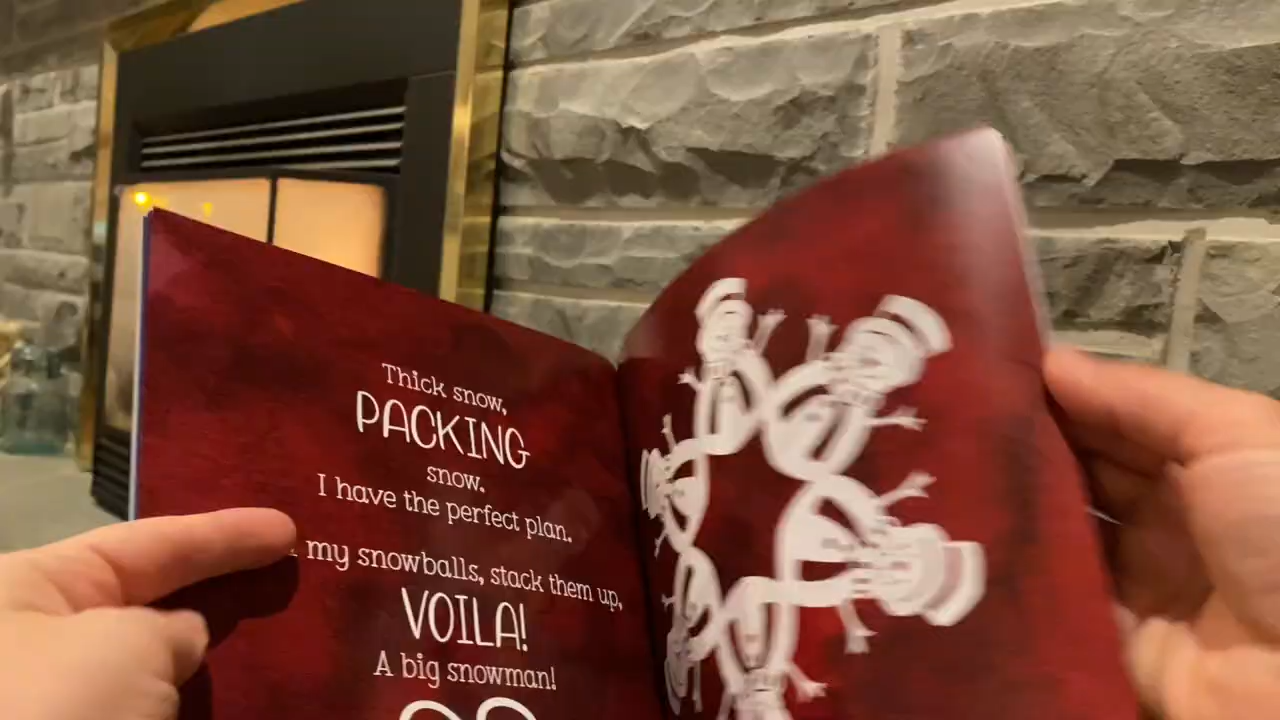 Thick snow,
PACKING
snow.
I have the perfect plan.
my snowballs, stack them up,
VOILA!
A big snowman!